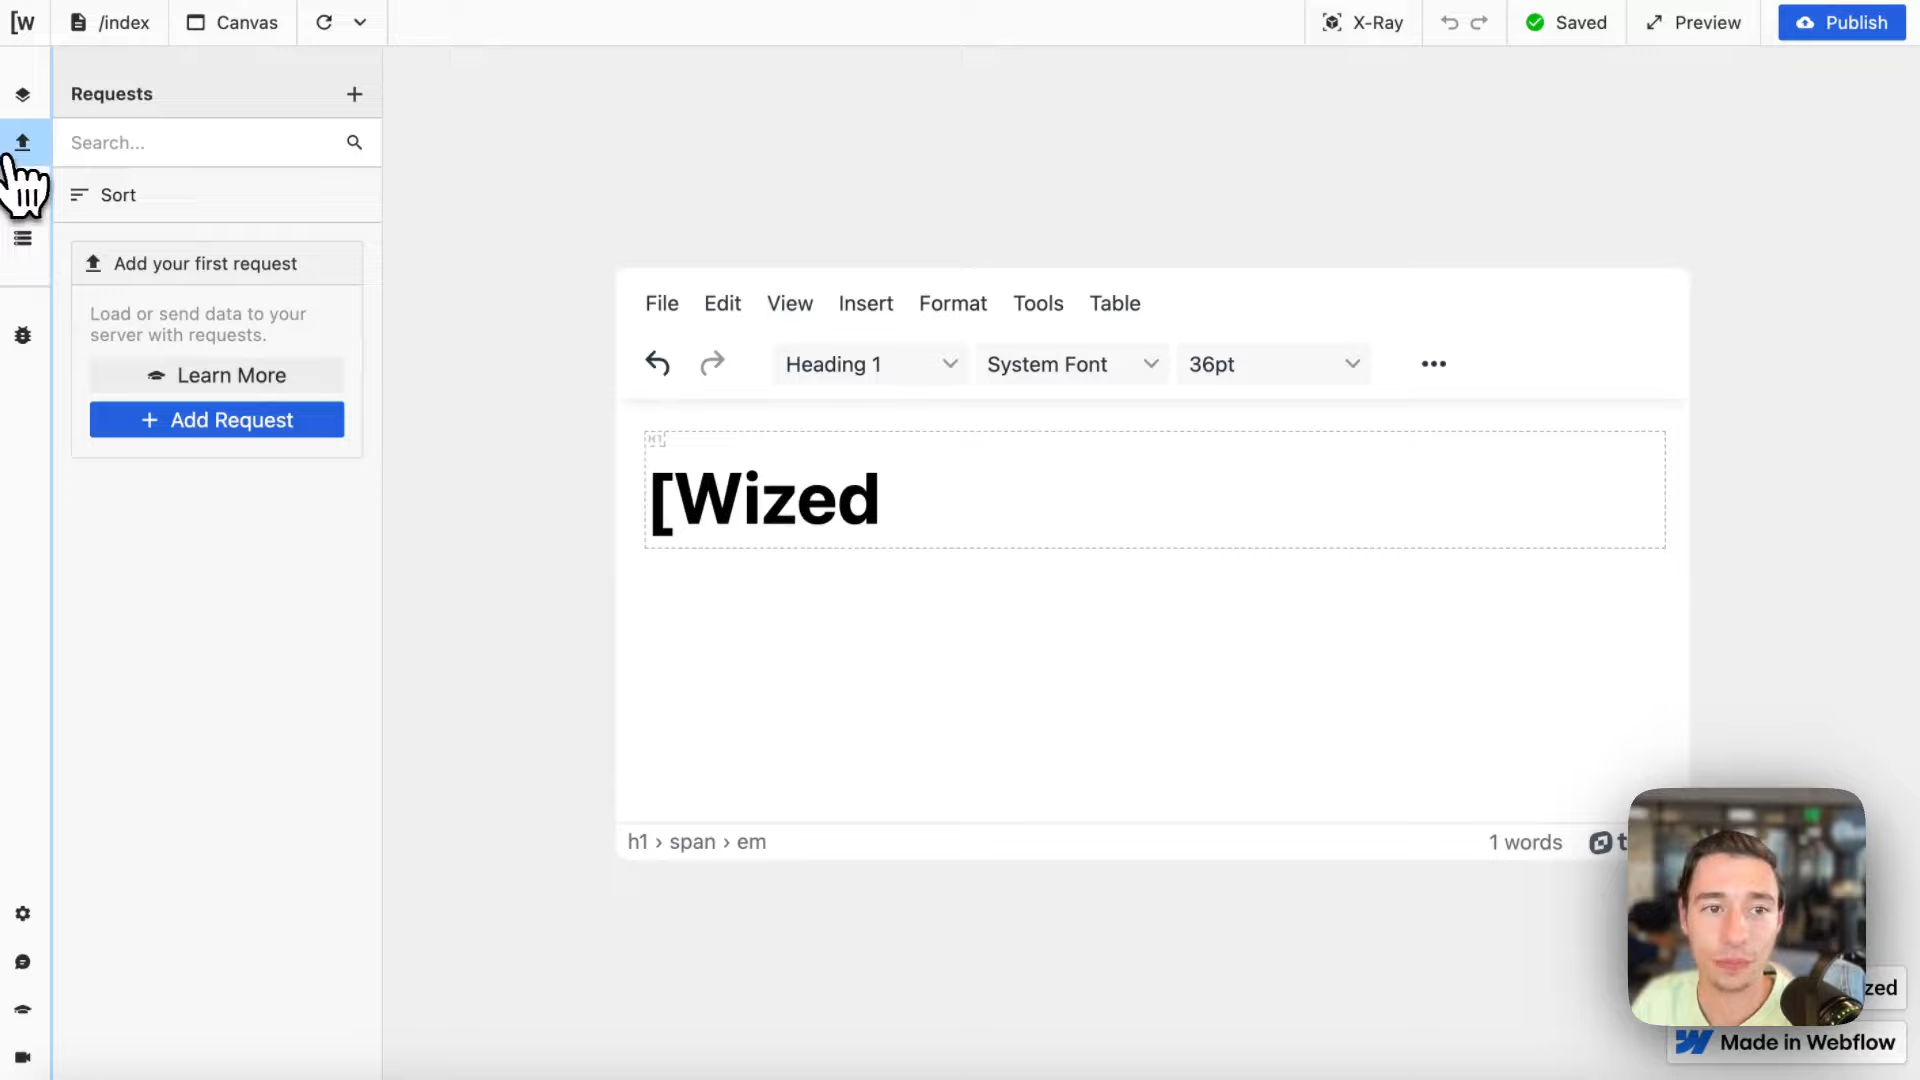 [w
/index
Canvas
X-Ray
Saved
Preview
Publish
Requests
Search...
Sort
Add your first request
Load or send data to your
server with requests.
Learn More
+ Add Request
File Edit View Insert Format Tools Table
Heading 1
System Font
36pt
H1
[Wized
h1 › span › em
1 words
t
zed
Made in Webflow